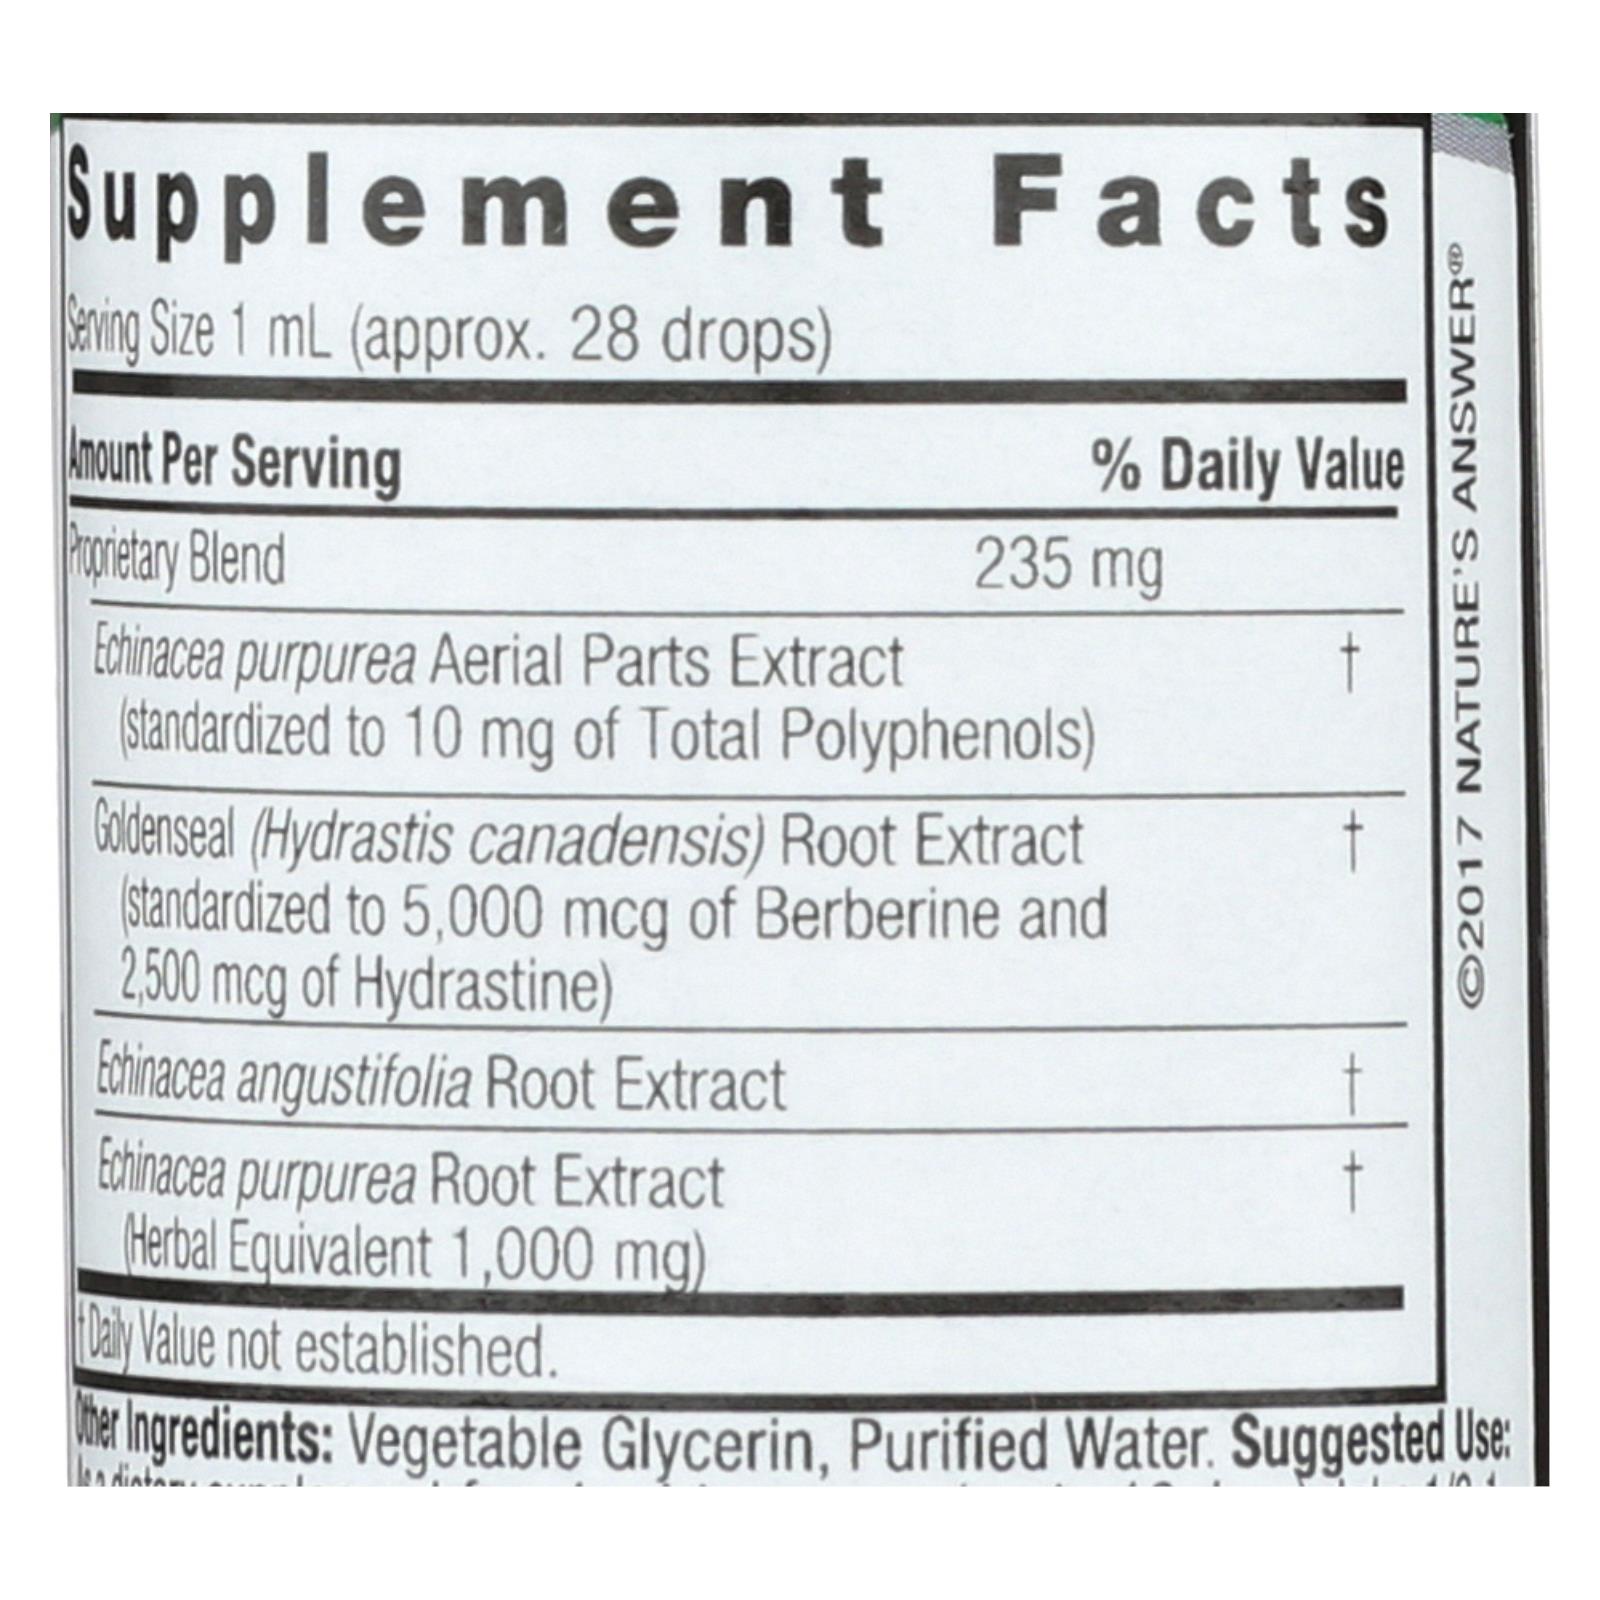 Supplement Facts
Serving Size 1 mL (approx. 28 drops)
Amount Per Serving % Daily Value
Proprietary Blend 235 mg
Echinacea purpurea Aerial Parts Extract †
(standardized to 10 mg of Total Polyphenols)
Goldenseal (Hydrastis canadensis) Root Extract †
(standardized to 5,000 mcg of Berberine and
2,500 mcg of Hydrastine)
Echinacea angustifolia Root Extract †
Echinacea purpurea Root Extract †
(Herbal Equivalent 1,000 mg)
† Daily Value not established.
Other Ingredients: Vegetable Glycerin, Purified Water. Suggested Use:
©2017 NATURE'S ANSWER®